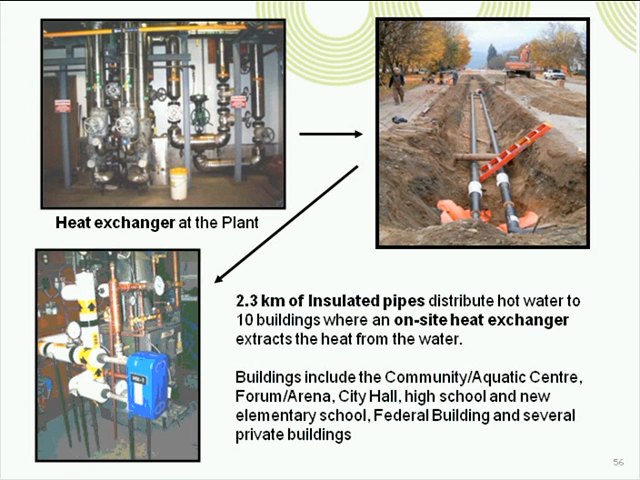 Heat exchanger at the Plant
2.3 km of Insulated pipes distribute hot water to
10 buildings where an on-site heat exchanger
extracts the heat from the water.
Buildings include the Community/Aquatic Centre,
Forum/Arena, City Hall, high school and new
elementary school, Federal Building and several
private buildings
56